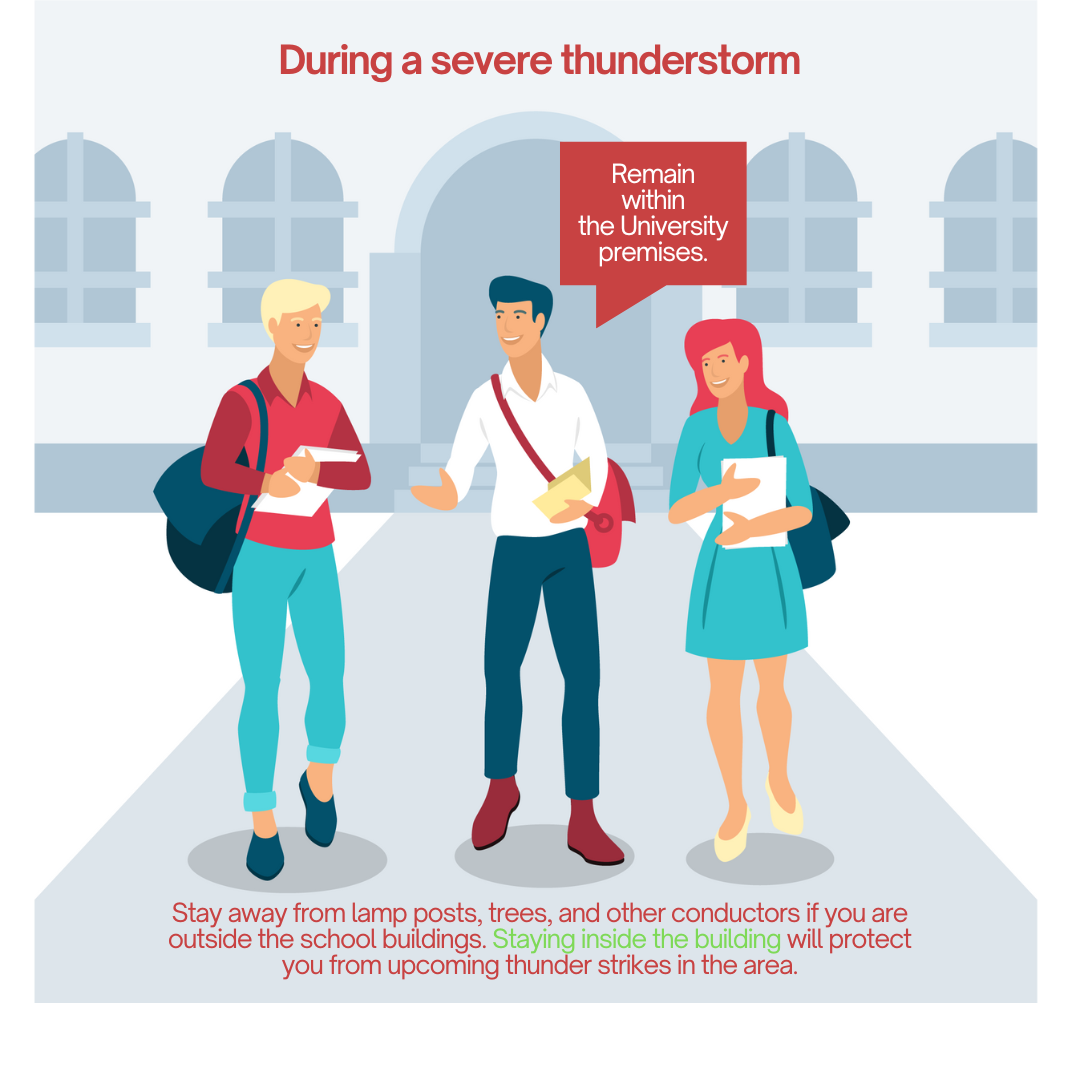 During a severe thunderstorm
Remain
within
the University
premises.
Stay away from lamp posts, trees, and other conductors if you are
outside the school buildings. Staying inside the building will protect
you from upcoming thunder strikes in the area.